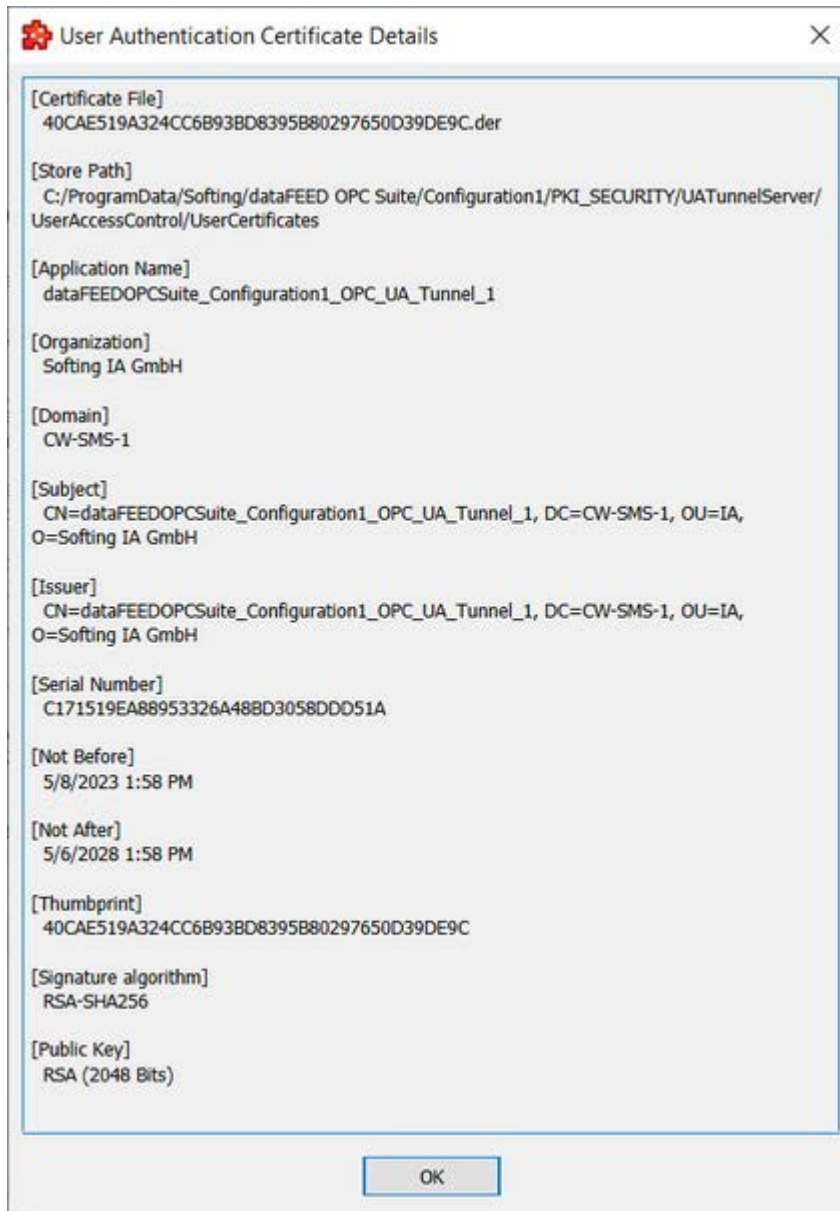 User Authentication Certificate Details
[Certificate File]
40CAE519A324CC6B93BD8395B80297650D39DE9C.der
[Store Path]
C:/ProgramData/Softing/dataFEED OPC Suite/Configuration1/PKI_SECURITY/UATunnelServer/
UserAccessControl/UserCertificates
[Application Name]
dataFEEDOPCSuite_Configuration1_OPC_UA_Tunnel_1
[Organization]
Softing IA GmbH
[Domain]
CW-SMS-1
[Subject]
CN=dataFEEDOPCSuite_Configuration1_OPC_UA_Tunnel_1, DC=CW-SMS-1, OU=IA,
O=Softing IA GmbH
[Issuer]
CN=dataFEEDOPCSuite_Configuration1_OPC_UA_Tunnel_1, DC=CW-SMS-1, OU=IA,
O=Softing IA GmbH
[Serial Number]
C171519EA88953326A48BD3058DDD51A
[Not Before]
5/8/2023 1:58 PM
[Not After]
5/6/2028 1:58 PM
[Thumbprint]
40CAE519A324CC6B93BD8395B80297650D39DE9C
[Signature algorithm]
RSA-SHA256
[Public Key]
RSA (2048 Bits)
OK